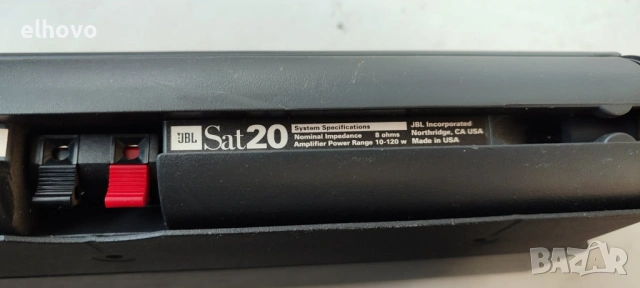 elhovo
JBL
Sat20
System Specifications
Nominal Impedance 8 ohms
Amplifier Power Range 10-120 w
JBL Incorporated
Northridge, CA USA
Made in USA
bazar.bg